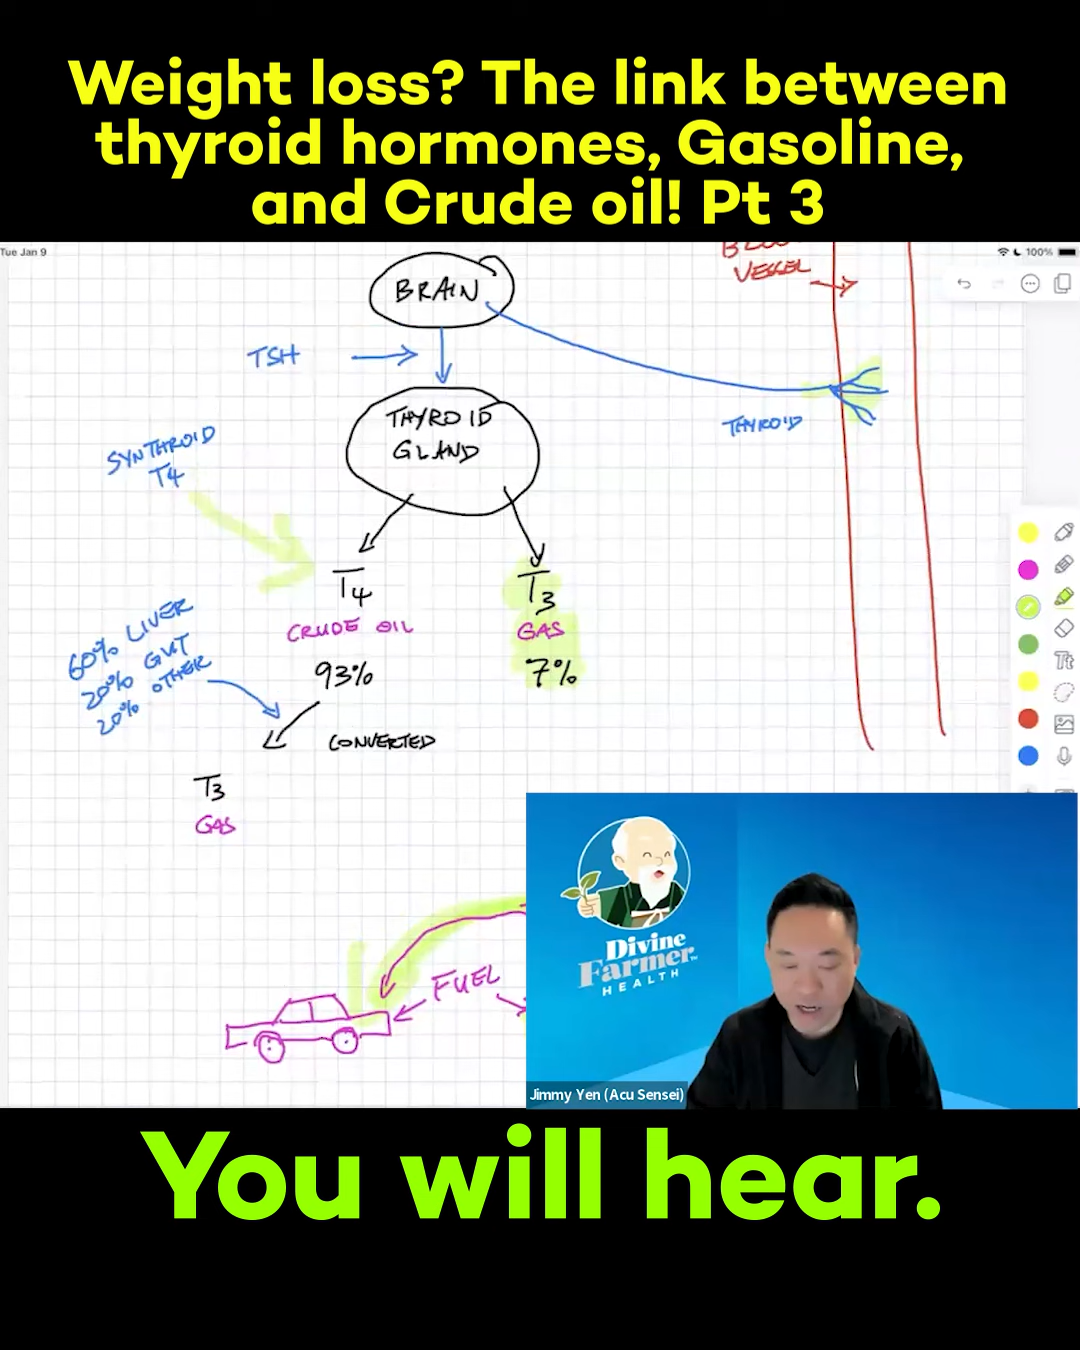 Weight loss? The link between
thyroid hormones, Gasoline,
and Crude oil! Pt 3
Tue Jan 9
100%
BRAIN
VESSEL
TSH
THYROID
GLAND
THYROID
SYNTHROID
T4
T4
T3
CRUDE OIL
GAS
93%
7%
60% LIVER
20% GUT
20% OTHER
CONVERTED
T3
GAS
Tt
FUEL
Divine
Farmer™
HEALTH
Jimmy Yen (Acu Sensei)
You will hear.